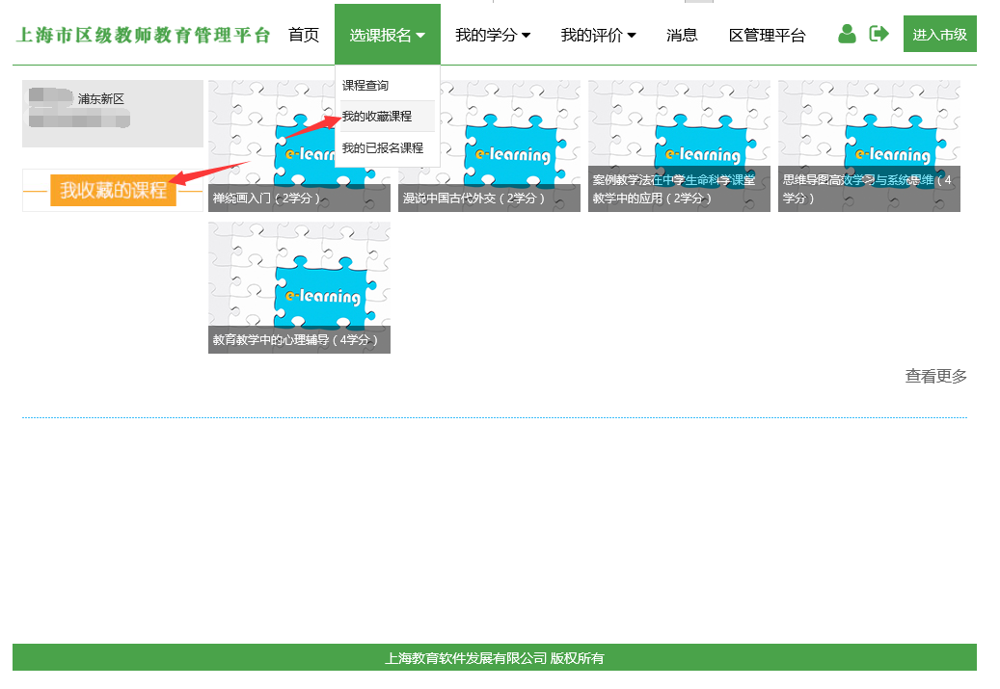 上海市区级教师教育管理平台 首页 选课报名 我的学分 我的评价 消息 区管理平台 进入市级
课程查询
我的收藏课程
我的已报名课程
浦东新区
我收藏的课程
e-learn
禅绕画入门（2学分）
e-learning
漫说中国古代外交（2学分）
e-learning
案例教学法在中学生命科学课堂
教学中的应用（2学分）
e-learning
思维导图高效学习与系统思维（4
学分）
e-learning
教育教学中的心理辅导（4学分）
查看更多
上海教育软件发展有限公司 版权所有